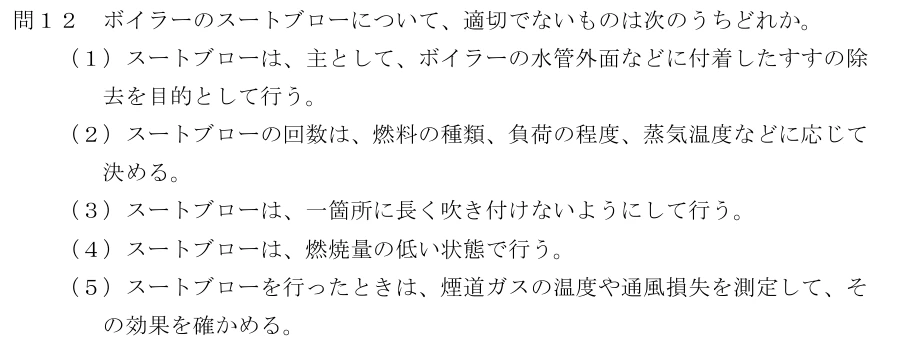 問１２　ボイラーのスートブローについて、適切でないものは次のうちどれか。
（１）スートブローは、主として、ボイラーの水管外面などに付着したすすの除
去を目的として行う。
（２）スートブローの回数は、燃料の種類、負荷の程度、蒸気温度などに応じて
決める。
（３）スートブローは、一箇所に長く吹き付けないようにして行う。
（４）スートブローは、燃焼量の低い状態で行う。
（５）スートブローを行ったときは、煙道ガスの温度や通風損失を測定して、そ
の効果を確かめる。